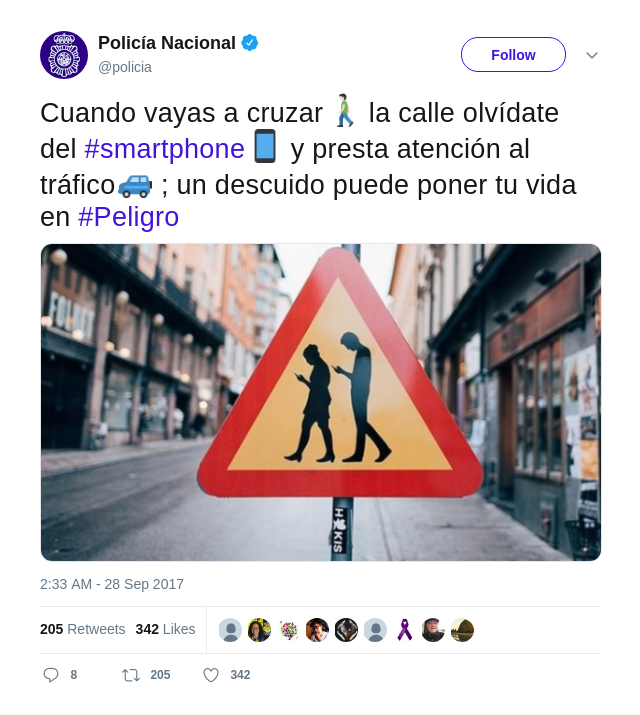 Policía Nacional
@policia
Follow
Cuando vayas a cruzar 🚶 la calle olvídate
del #smartphone 📱 y presta atención al
tráfico🚙 ; un descuido puede poner tu vida
en #Peligro
2:33 AM - 28 Sep 2017
205 Retweets 342 Likes
8 205 342